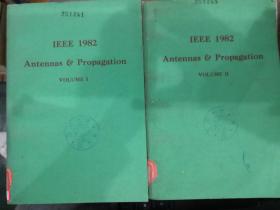 IEEE 1982
Antennas & Propagation
VOLUME I
IEEE 1982
Antennas & Propagation
VOLUME II